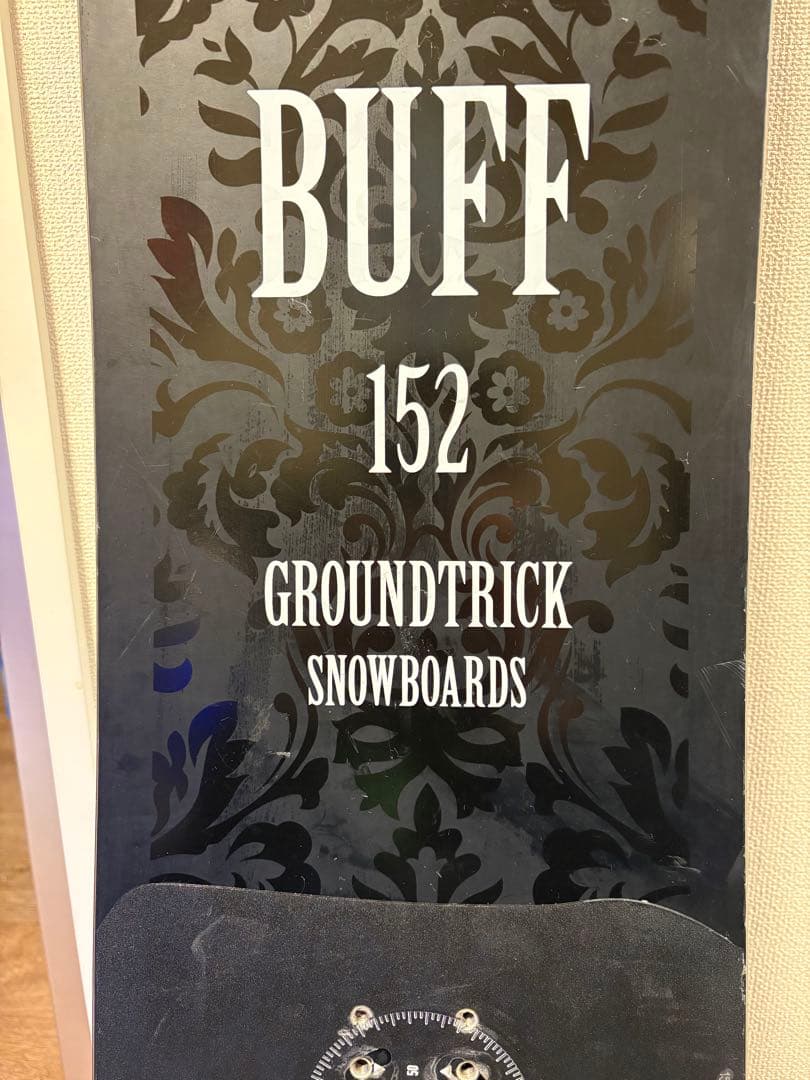 BUFF
152
GROUNDTRICK
SNOWBOARDS